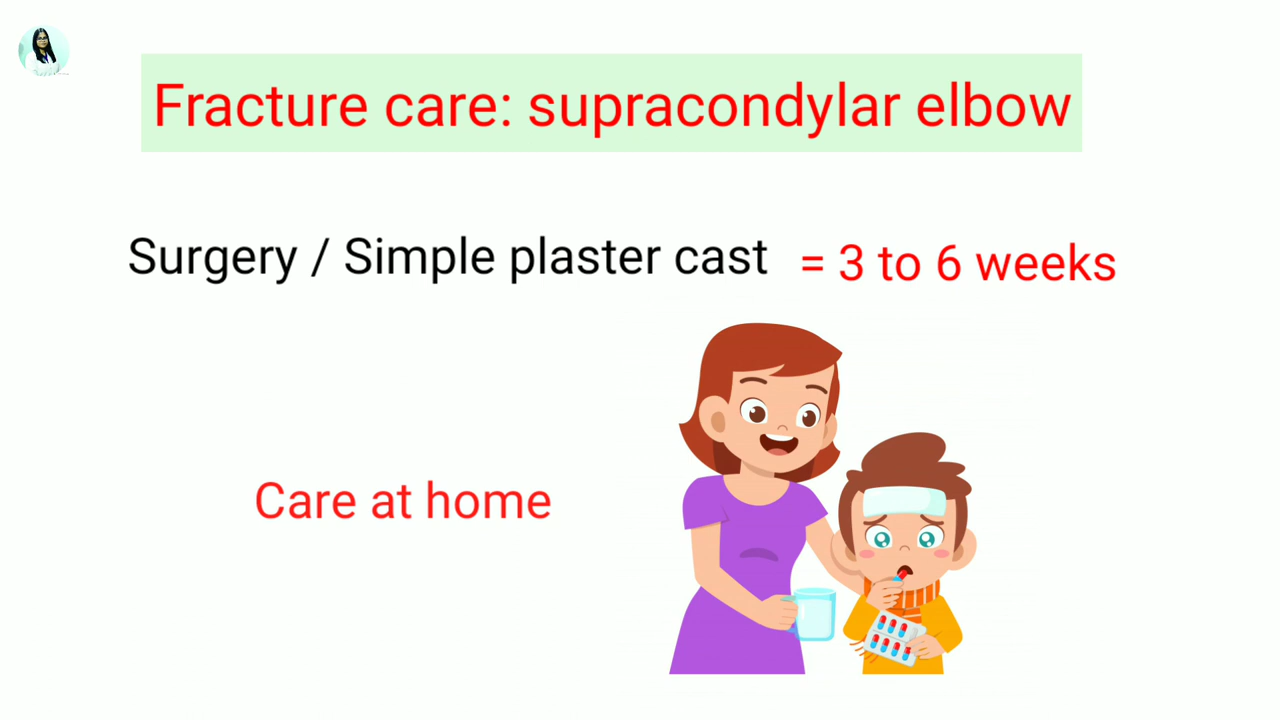 Fracture care: supracondylar elbow
Surgery / Simple plaster cast = 3 to 6 weeks
Care at home